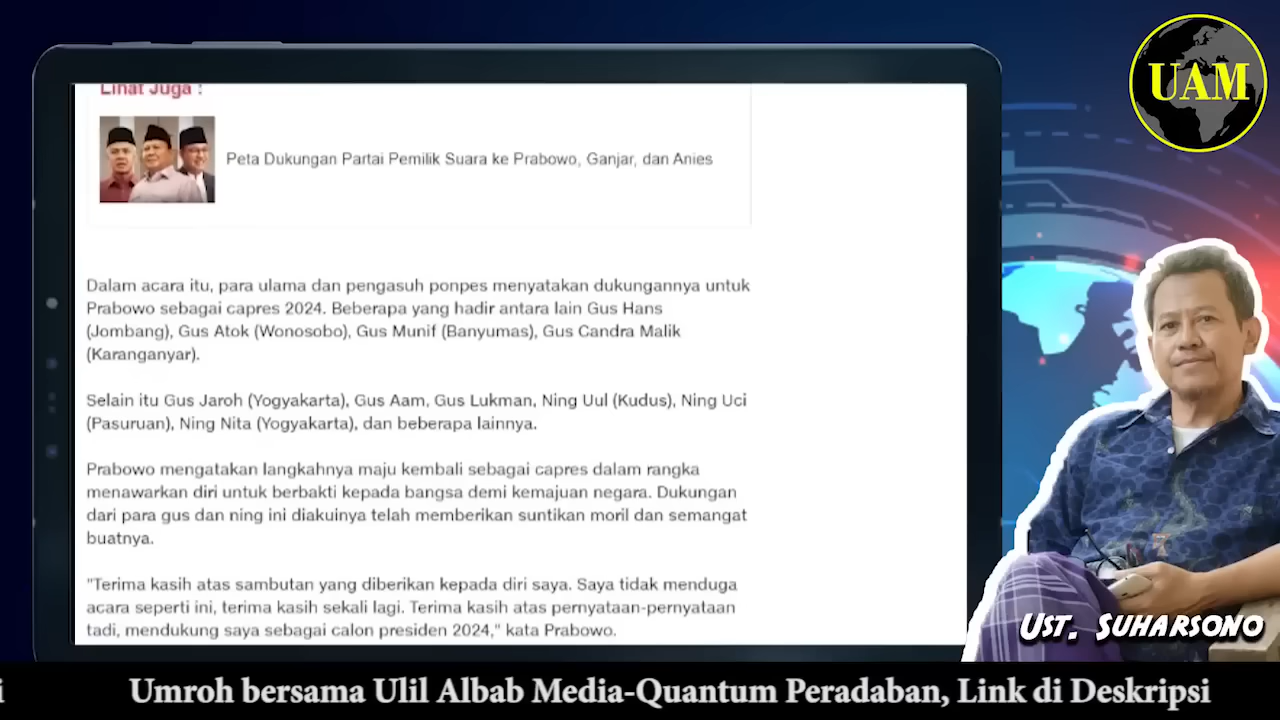 Lihat Juga :
Peta Dukungan Partai Pemilik Suara ke Prabowo, Ganjar, dan Anies
Dalam acara itu, para ulama dan pengasuh ponpes menyatakan dukungannya untuk
Prabowo sebagai capres 2024. Beberapa yang hadir antara lain Gus Hans
(Jombang), Gus Atok (Wonosobo), Gus Munif (Banyumas), Gus Candra Malik
(Karanganyar).
Selain itu Gus Jaroh (Yogyakarta), Gus Aam, Gus Lukman, Ning Uul (Kudus), Ning Uci
(Pasuruan), Ning Nita (Yogyakarta), dan beberapa lainnya.
Prabowo mengatakan langkahnya maju kembali sebagai capres dalam rangka
menawarkan diri untuk berbakti kepada bangsa demi kemajuan negara. Dukungan
dari para gus dan ning ini diakuinya telah memberikan suntikan moril dan semangat
buatnya.
"Terima kasih atas sambutan yang diberikan kepada diri saya. Saya tidak menduga
acara seperti ini, terima kasih sekali lagi. Terima kasih atas pernyataan-pernyataan
tadi, mendukung saya sebagai calon presiden 2024," kata Prabowo.
UAM
UST. SUHARSONO
i Umroh bersama Ulil Albab Media-Quantum Peradaban, Link di Deskripsi